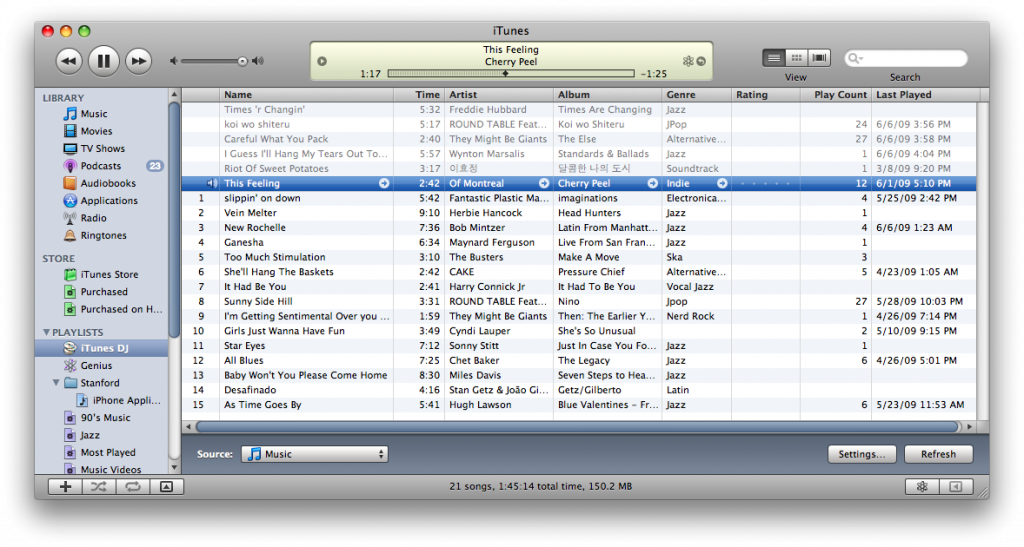 iTunes
This Feeling
Cherry Peel
1:17 -1:25
View Search
LIBRARY
Music
Movies
TV Shows
Podcasts 23
Audiobooks
Applications
Radio
Ringtones
STORE
iTunes Store
Purchased
Purchased on H...
PLAYLISTS
iTunes DJ
Genius
Stanford
iPhone Appli...
90's Music
Jazz
Most Played
Music Videos
Name Time Artist Album Genre Rating Play Count Last Played
Times 'r Changin' 5:32 Freddie Hubbard Times Are Changing Jazz
koi wo shiteru 5:17 ROUND TABLE Feat... Koi wo shiteru JPop 24 6/6/09 3:56 PM
Careful What You Pack 2:40 They Might Be Giants The Else Alternative... 27 6/6/09 3:58 PM
I Guess I'll Hang My Tears Out To... 5:57 Wynton Marsalis Standards & Ballads Jazz 1 6/6/09 4:04 PM
Riot Of Sweet Potatoes 3:17 이효정 달콤한 나의 도시 Soundtrack 1 3/8/09 9:20 PM
This Feeling 2:42 Of Montreal Cherry Peel Indie 12 6/1/09 5:10 PM
1 slippin' on down 5:42 Fantastic Plastic Ma... imaginations Electronica... 4 5/25/09 2:42 PM
2 Vein Melter 9:10 Herbie Hancock Head Hunters Jazz 1
3 New Rochelle 7:36 Bob Mintzer Latin From Manhatt... Jazz 4 6/6/09 1:23 AM
4 Ganesha 6:34 Maynard Ferguson Live From San Fran... Jazz 1
5 Too Much Stimulation 3:10 The Busters Make A Move Ska 3
6 She'll Hang The Baskets 2:42 CAKE Pressure Chief Alternative... 5 4/23/09 1:05 AM
7 It Had Be You 2:41 Harry Connick Jr It Had To Be You Vocal Jazz
8 Sunny Side Hill 3:31 ROUND TABLE Feat... Nino Jpop 27 5/28/09 10:03 PM
9 I'm Getting Sentimental Over you ... 1:59 They Might Be Giants Then: The Earlier Y... Nerd Rock 1 4/26/09 7:14 PM
10 Girls Just Wanna Have Fun 3:49 Cyndi Lauper She's So Unusual 2 5/10/09 9:15 PM
11 Star Eyes 7:12 Sonny Stitt Just In Case You Fo... Jazz 1
12 All Blues 7:25 Chet Baker The Legacy Jazz 6 4/26/09 5:01 PM
13 Baby Won't You Please Come Home 8:30 Miles Davis Seven Steps to Hea... Jazz
14 Desafinado 4:16 Stan Getz & João Gi... Getz/Gilberto Latin
15 As Time Goes By 5:41 Hugh Lawson Blue Valentines – Fr... Jazz 6 5/23/09 11:53 AM
Source: Music Settings... Refresh
21 songs, 1:45:14 total time, 150.2 MB